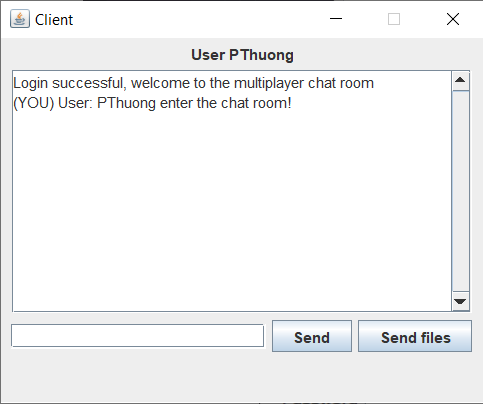 Client
User PThuong
Login successful, welcome to the multiplayer chat room
(YOU) User: PThuong enter the chat room!
Send
Send files